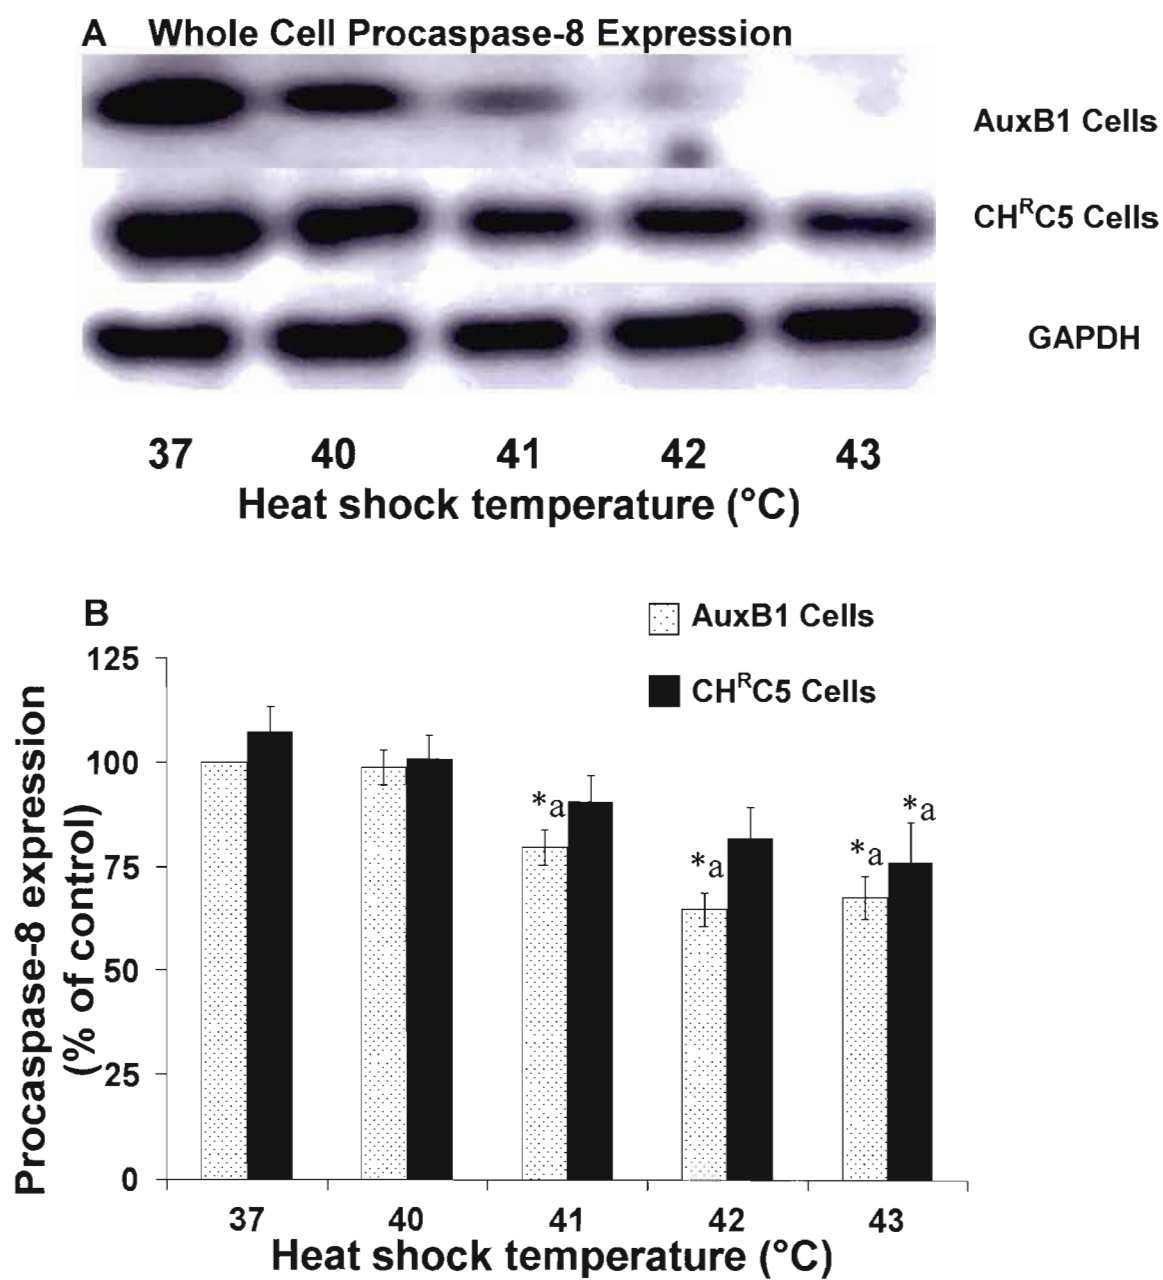 A Whole Cell Procaspase-8 Expression
AuxB1 Cells
CHᴿC5 Cells
GAPDH
37 40 41 42 43
Heat shock temperature (°C)
B
AuxB1 Cells
CHᴿC5 Cells
Procaspase-8 expression
(% of control)
125
100
75
50
25
0
*a
*a
*a
*a
37 40 41 42 43
Heat shock temperature (°C)